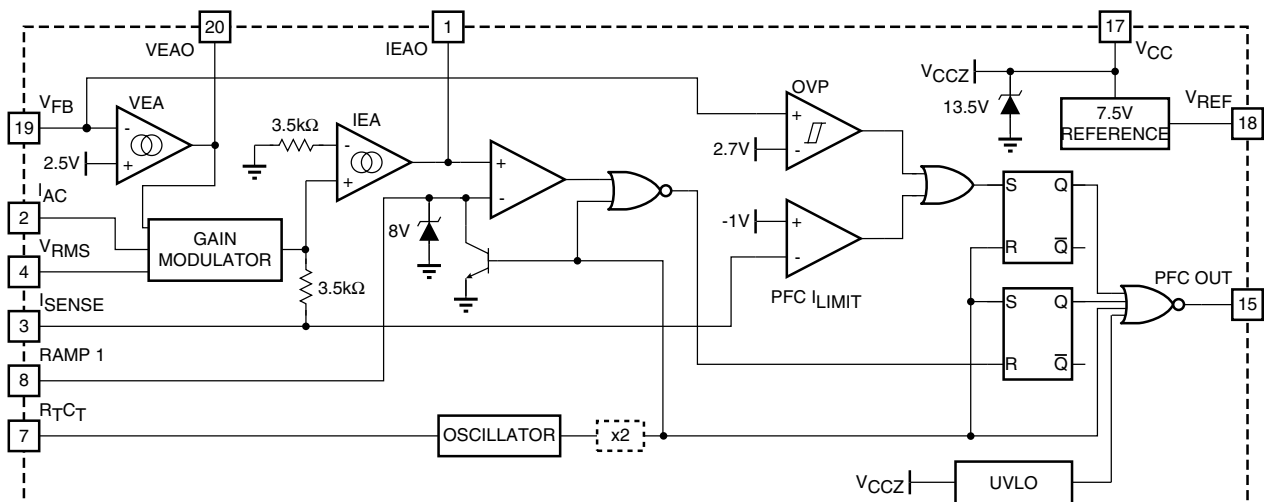 20
1
17
VEAO
IEAO
VCC
VFB
VEA
19
2.5V
3.5kΩ
IEA
OVP
2.7V
VCCZ
13.5V
7.5V
REFERENCE
VREF
18
IAC
2
VRMS
4
GAIN
MODULATOR
3.5kΩ
8V
-1V
PFC ILIMIT
S
Q
R
Q
S
Q
R
Q
PFC OUT
15
ISENSE
3
RAMP 1
8
RTCT
7
OSCILLATOR
x2
VCCZ
UVLO
+
-
+
-
+
-
+
-
+
-